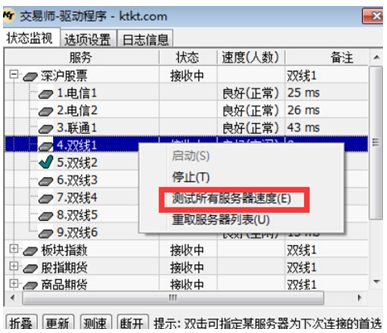 交易师-驱动程序 - ktkt.com
状态监视 选项设置 日志信息
服务 状态 速度(人数) 备注
深沪股票 接收中 双线1
1.电信1 良好(正常) 25 ms
2.电信2 良好(正常) 26 ms
3.联通1 良好(正常) 43 ms
4.双线1
5.双线2
6.双线3
7.双线4
8.双线5
9.双线6
启动(S)
停止(T)
测试所有服务器速度(E)
重取服务器列表(U)
板块指数 接收中 双线1
股指期货 接收中 双线1
商品期货 接收中 双线1
折叠 更新 测速 断开 提示: 双击可指定某服务器为下次连接的首选